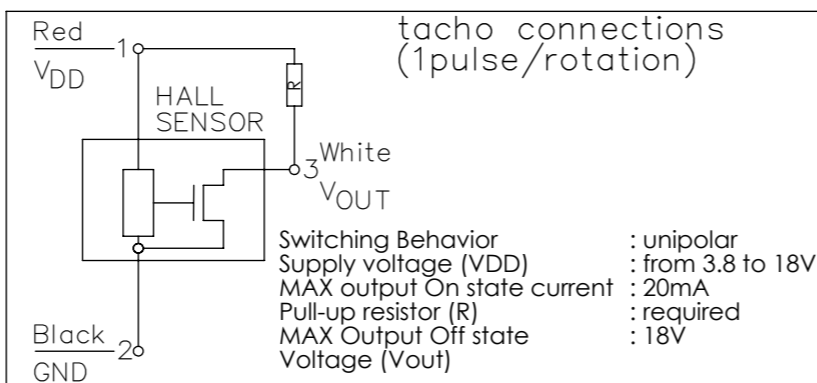 tacho connections
(1pulse/rotation)
Red
1
VDD
R
HALL
SENSOR
3 White
VOUT
Switching Behavior : unipolar
Supply voltage (VDD) : from 3.8 to 18V
MAX output On state current : 20mA
Pull-up resistor (R) : required
MAX Output Off state : 18V
Voltage (Vout)
Black
2
GND